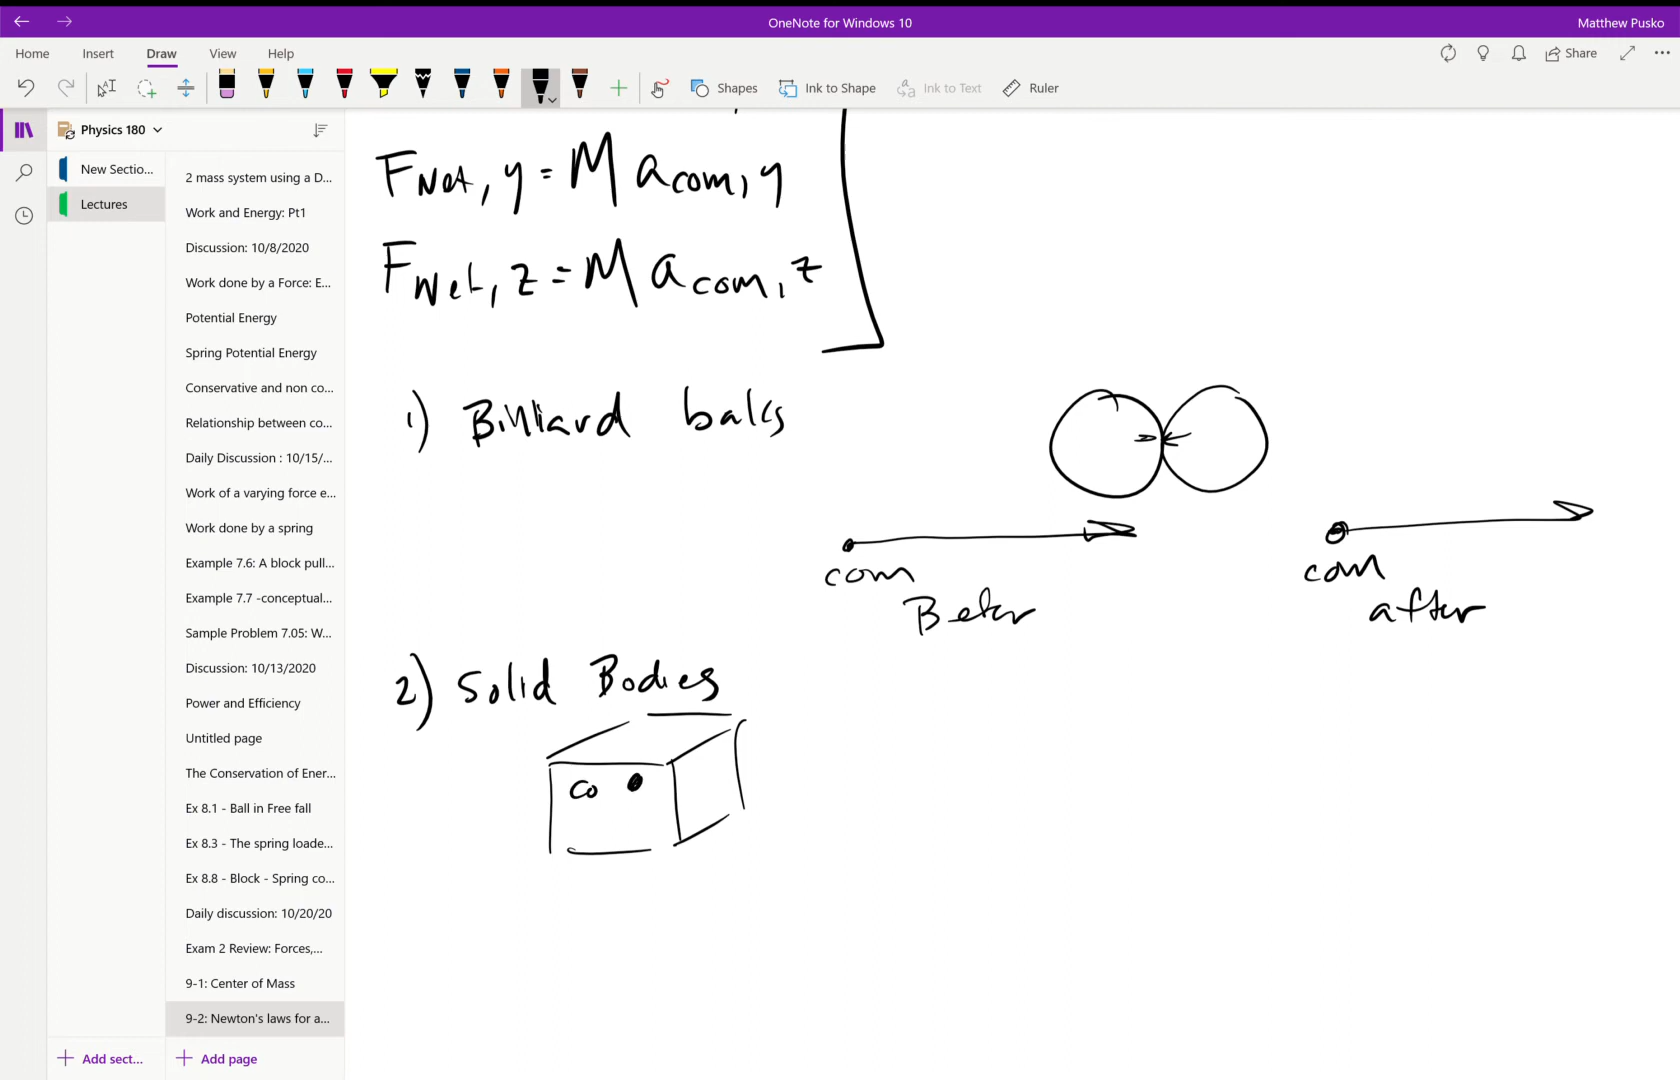 OneNote for Windows 10
Matthew Pusko
Home Insert Draw View Help
Share
Shapes Ink to Shape Ink to Text Ruler
Physics 180
New Sectio...
Lectures
2 mass system using a D...
Work and Energy: Pt1
Discussion: 10/8/2020
Work done by a Force: E...
Potential Energy
Spring Potential Energy
Conservative and non co...
Relationship between co...
Daily Discussion : 10/15/...
Work of a varying force e...
Work done by a spring
Example 7.6: A block pull...
Example 7.7 -conceptual...
Sample Problem 7.05: W...
Discussion: 10/13/2020
Power and Efficiency
Untitled page
The Conservation of Ener...
Ex 8.1 - Ball in Free fall
Ex 8.3 - The spring loade...
Ex 8.8 - Block - Spring co...
Daily discussion: 10/20/20
Exam 2 Review: Forces,...
9-1: Center of Mass
9-2: Newton's laws for a...
Add sect...
Add page
FNet, y = M acom, y
FNet, z = M acom, z
1) Billiard balls
com
com
Before
after
2) Solid Bodies
Co